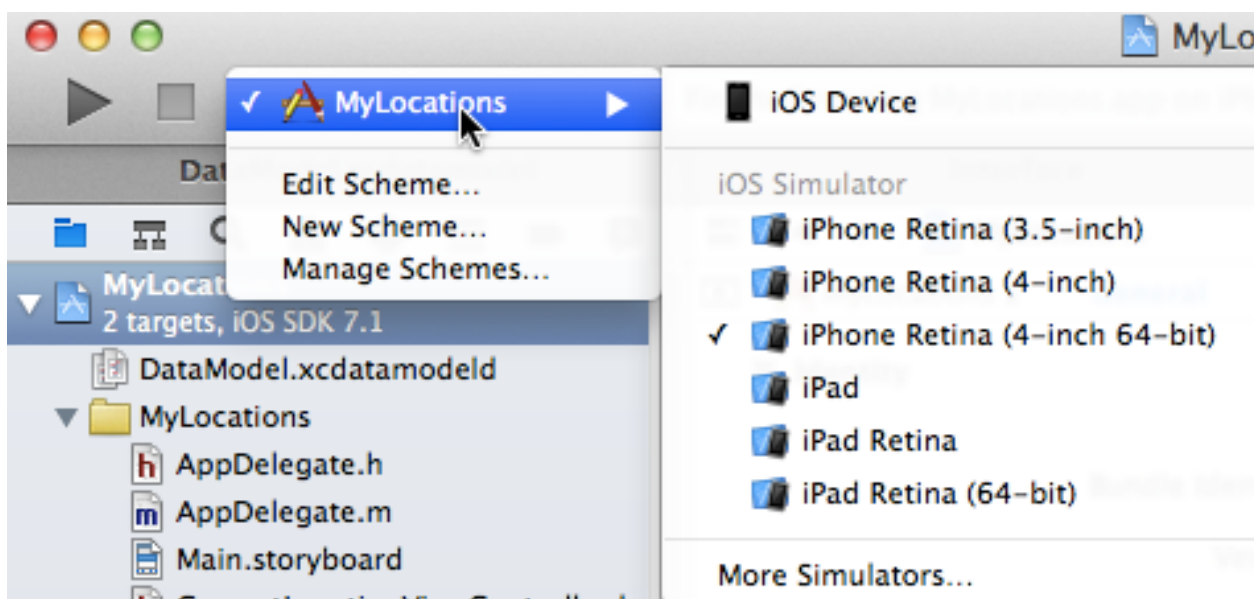 MyLo
MyLocations
iOS Device
Dat
Edit Scheme...
iOS Simulator
New Scheme...
iPhone Retina (3.5-inch)
Manage Schemes...
iPhone Retina (4-inch)
MyLocat
2 targets, iOS SDK 7.1
iPhone Retina (4-inch 64-bit)
DataModel.xcdatamodeld
iPad
MyLocations
iPad Retina
h AppDelegate.h
iPad Retina (64-bit)
m AppDelegate.m
Main.storyboard
More Simulators...